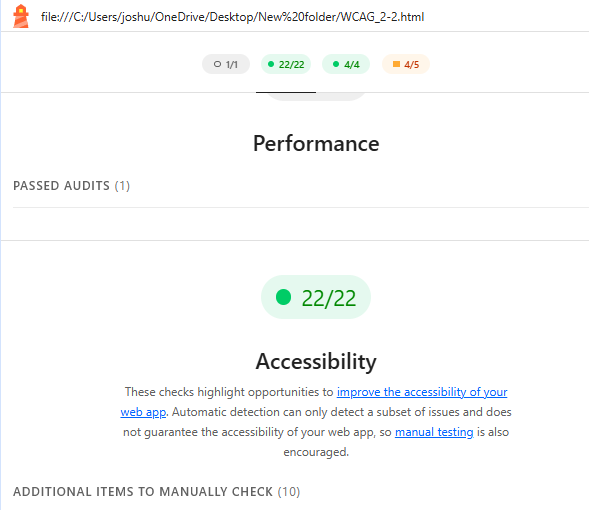 file:///C:/Users/joshu/OneDrive/Desktop/New%20folder/WCAG_2-2.html
1/1 22/22 4/4 4/5
Performance
PASSED AUDITS (1)
22/22
Accessibility
These checks highlight opportunities to improve the accessibility of your
web app. Automatic detection can only detect a subset of issues and does
not guarantee the accessibility of your web app, so manual testing is also
encouraged.
ADDITIONAL ITEMS TO MANUALLY CHECK (10)